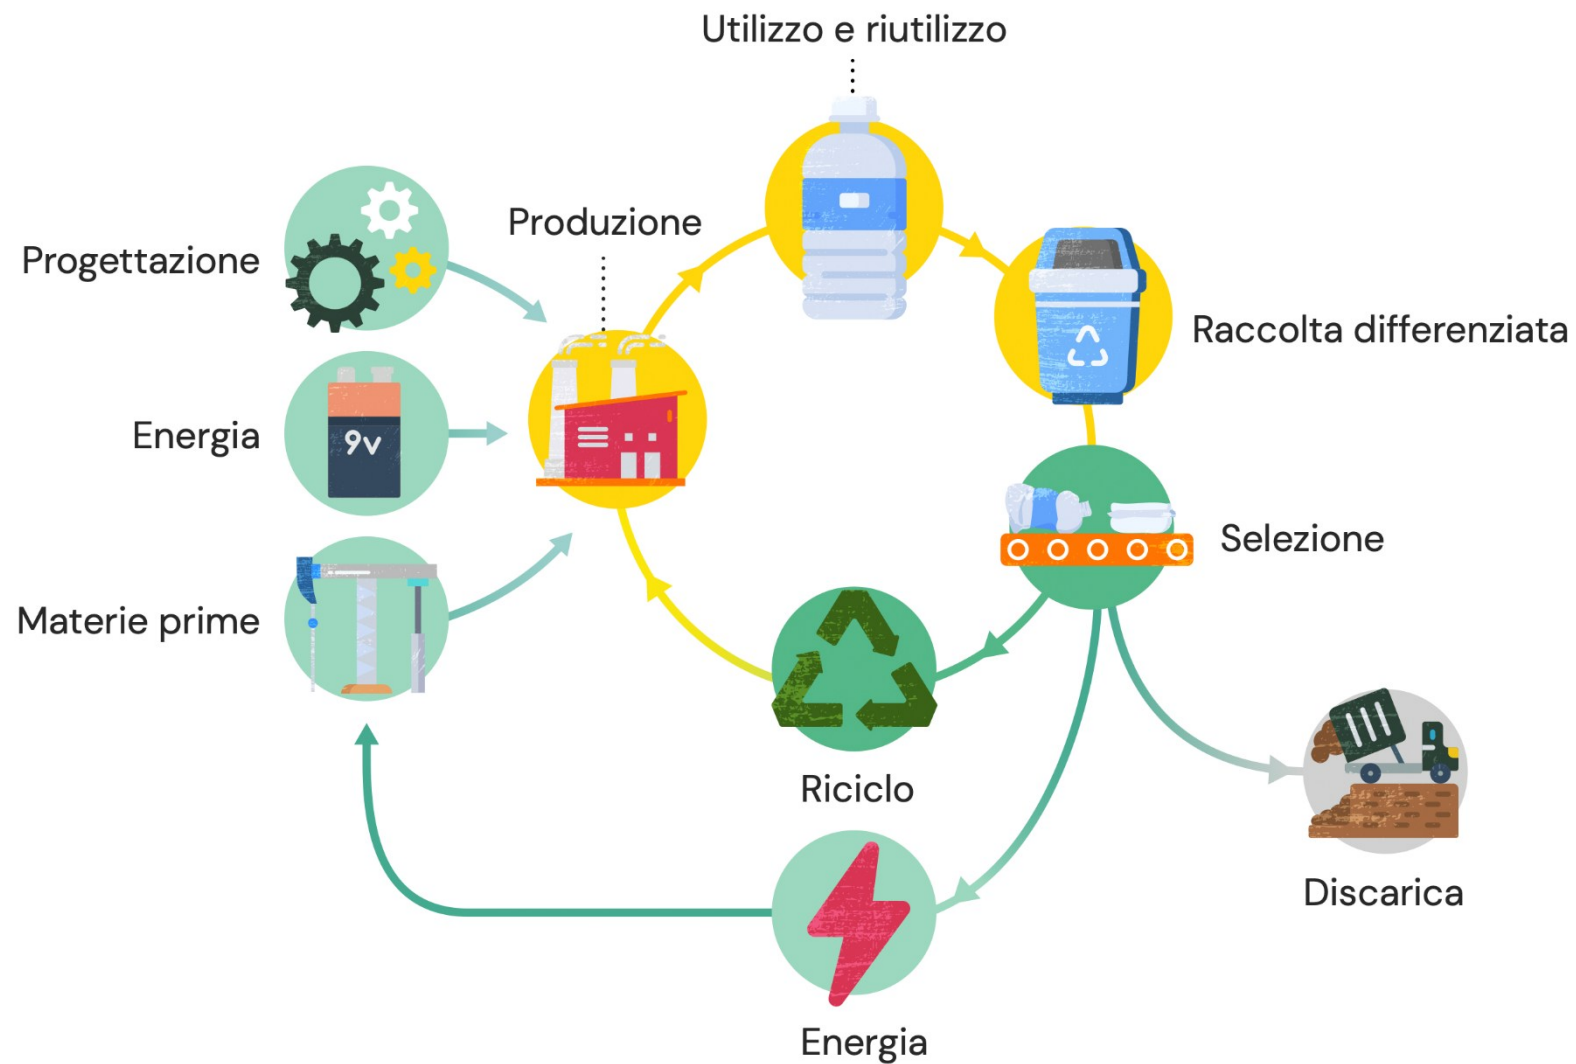 Utilizzo e riutilizzo
Produzione
Progettazione
Raccolta differenziata
Energia
9v
Selezione
Materie prime
Riciclo
Discarica
Energia